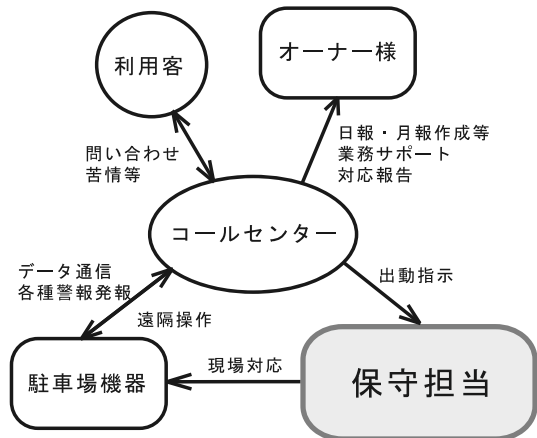 利用客
オーナー様
問い合わせ
苦情等
日報・月報作成等
業務サポート
対応報告
コールセンター
データ通信
各種警報発報
遠隔操作
出動指示
駐車場機器
現場対応
保守担当